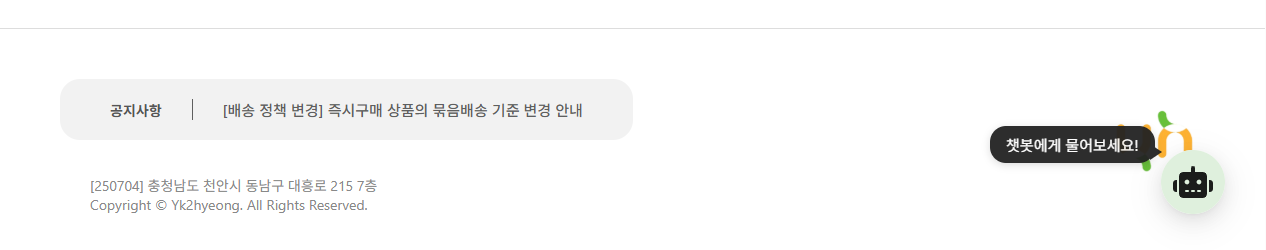 공지사항 | [배송 정책 변경] 즉시구매 상품의 묶음배송 기준 변경 안내
챗봇에게 물어보세요!
[250704] 충청남도 천안시 동남구 대흥로 215 7층
Copyright © Yk2hyeong. All Rights Reserved.